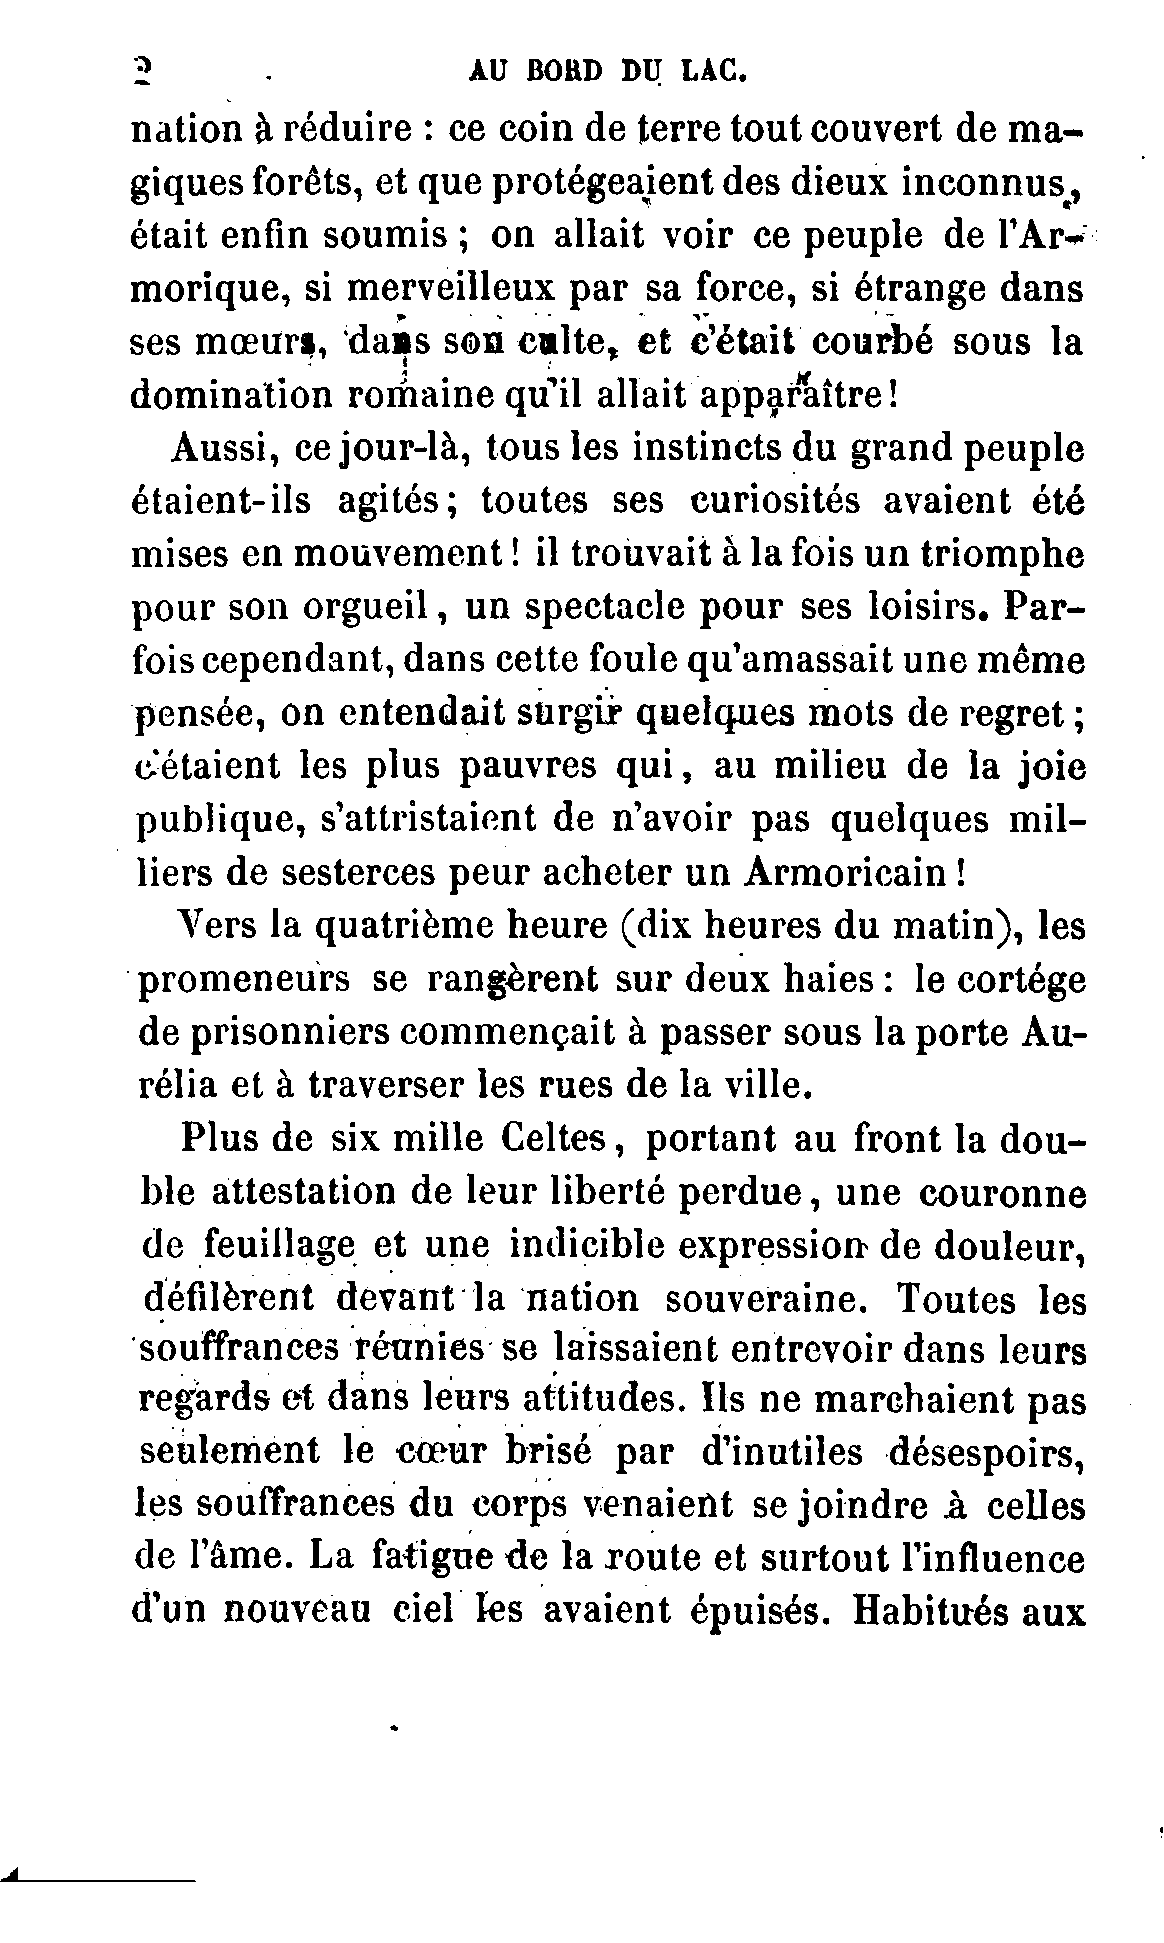 2 AU BORD DU LAC.
nation à réduire : ce coin de terre tout couvert de ma-
giques forêts, et que protégeaient des dieux inconnus,
était enfin soumis ; on allait voir ce peuple de l'Ar-
morique, si merveilleux par sa force, si étrange dans
ses mœurs, dans son culte, et c'était courbé sous la
domination romaine qu'il allait apparaître !
Aussi, ce jour-là, tous les instincts du grand peuple
étaient-ils agités ; toutes ses curiosités avaient été
mises en mouvement ! il trouvait à la fois un triomphe
pour son orgueil, un spectacle pour ses loisirs. Par-
fois cependant, dans cette foule qu'amassait une même
pensée, on entendait surgir quelques mots de regret ;
c'étaient les plus pauvres qui, au milieu de la joie
publique, s'attristaient de n'avoir pas quelques mil-
liers de sesterces peur acheter un Armoricain !
Vers la quatrième heure (dix heures du matin), les
promeneurs se rangèrent sur deux haies : le cortége
de prisonniers commençait à passer sous la porte Au-
rélia et à traverser les rues de la ville.
Plus de six mille Celtes, portant au front la dou-
ble attestation de leur liberté perdue, une couronne
de feuillage et une indicible expression de douleur,
défilèrent devant la nation souveraine. Toutes les
souffrances réunies se laissaient entrevoir dans leurs
regards et dans leurs attitudes. Ils ne marchaient pas
seulement le cœur brisé par d'inutiles désespoirs,
les souffrances du corps venaient se joindre à celles
de l'âme. La fatigue de la route et surtout l'influence
d'un nouveau ciel les avaient épuisés. Habitués aux